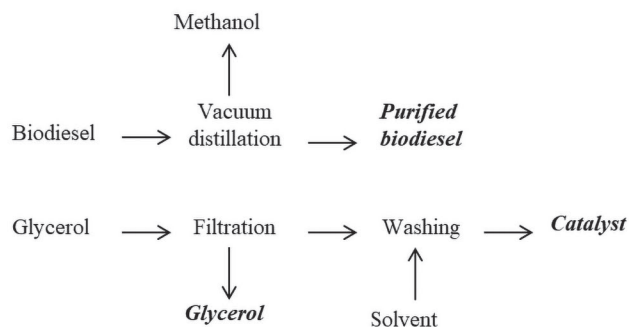 Methanol
Vacuum
distillation
Biodiesel
Purified
biodiesel
Glycerol
Filtration
Washing
Catalyst
Glycerol
Solvent